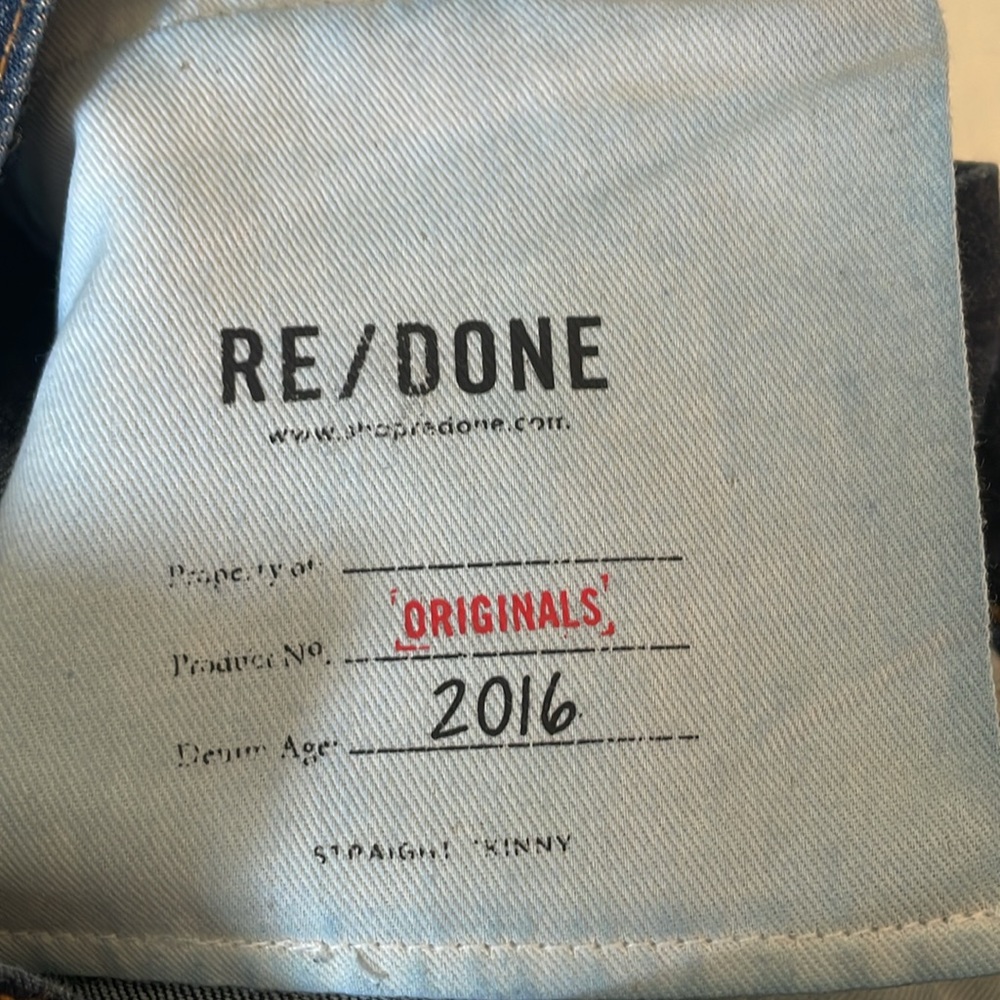 RE/DONE
www.shopredone.com
Property of:
ORIGINALS
Product No.
2016
Denim Age:
STRAIGHT SKINNY